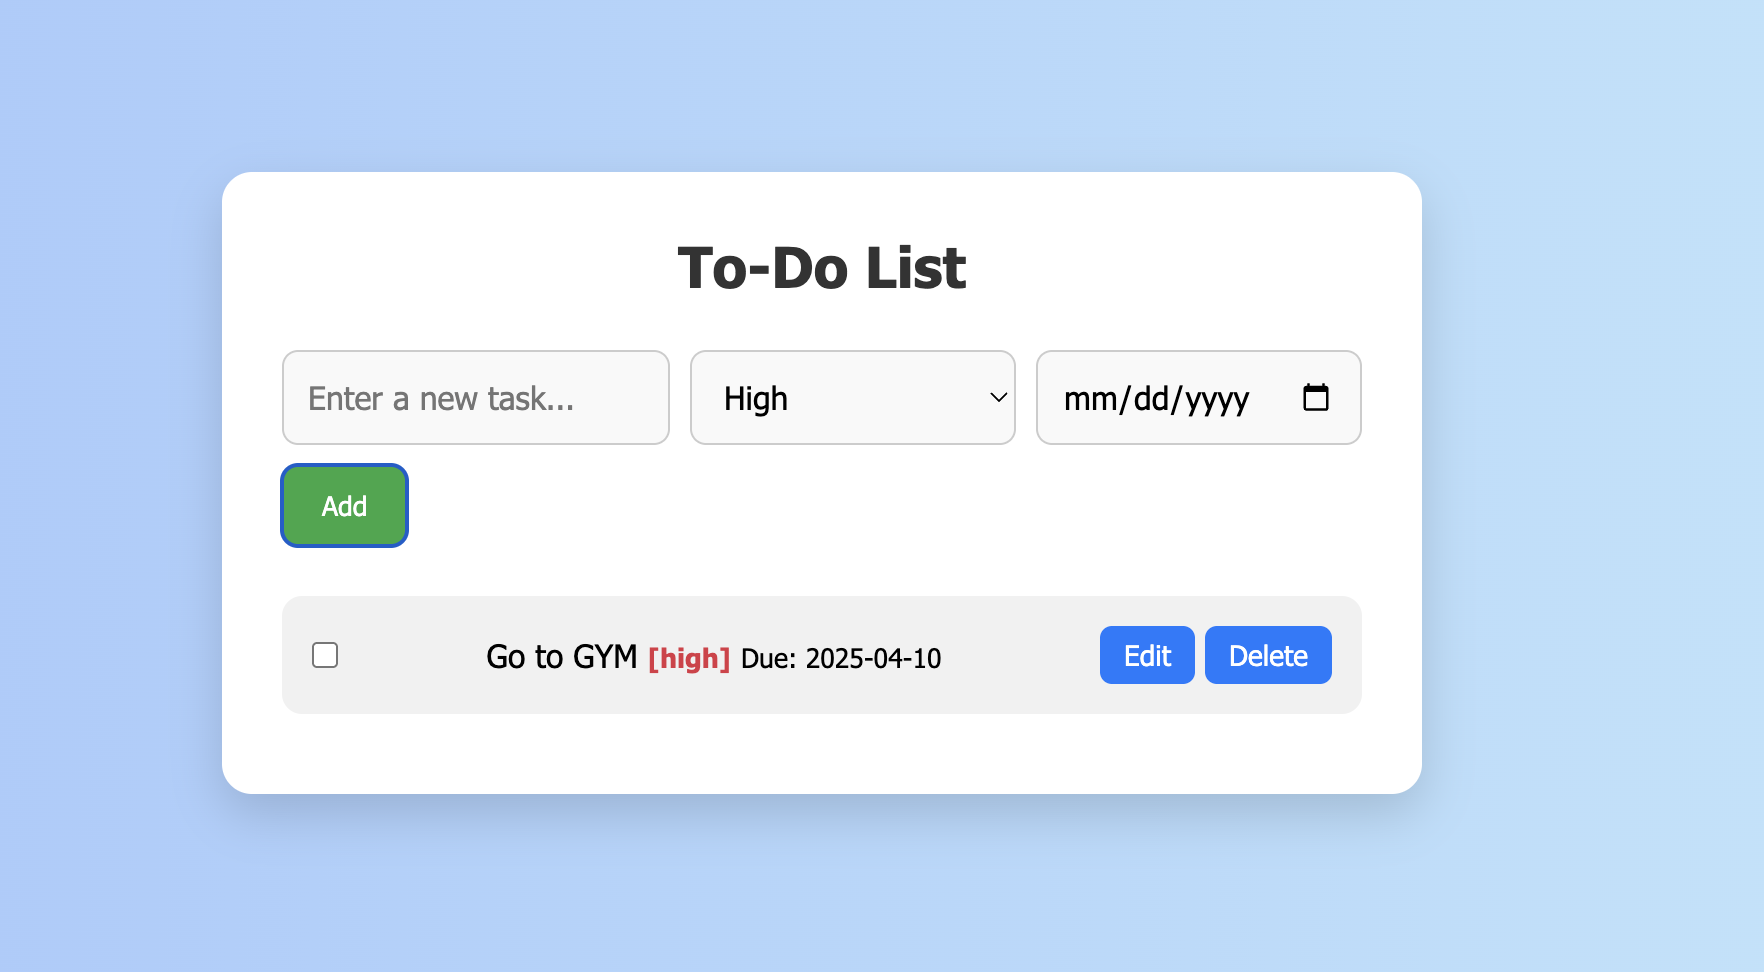 To-Do List
Enter a new task... High mm/dd/yyyy
Add
Go to GYM [high] Due: 2025-04-10 Edit Delete